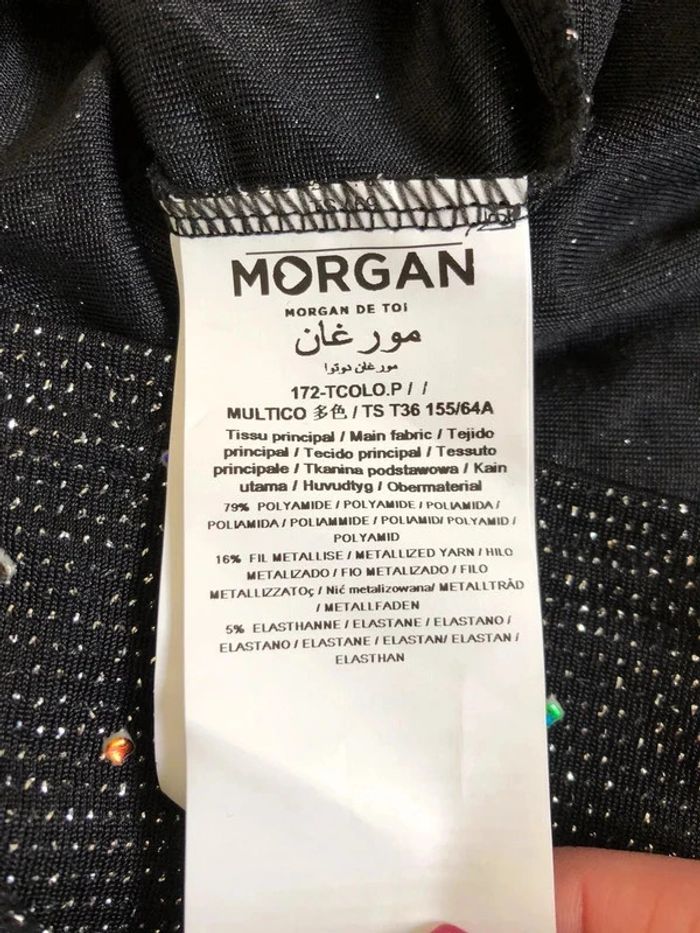 MORGAN
MORGAN DE TOI
مورغان
مورغان دوتوا
172-TCOLO.P / /
MULTICO 多色 / TS T36 155/64A
Tissu principal / Main fabric / Tejido
principal / Tecido principal / Tessuto
principale / Tkanina podstawowa / Kain
utama / Huvudtyg / Obermaterial
79% POLYAMIDE / POLYAMIDE / POLIAMIDA /
POLIAMIDA / POLIAMMIDE / POLIAMID/ POLYAMID /
POLYAMID
16% FIL METALLISE / METALLIZED YARN / HILO
METALIZADO / FIO METALIZADO / FILO
METALLIZZATOç / Nić metalizowana/ METALLTRÅD
/ METALLFADEN
5% ELASTHANNE / ELASTANE / ELASTANO /
ELASTANO / ELASTANE / ELASTAN/ ELASTAN /
ELASTHAN